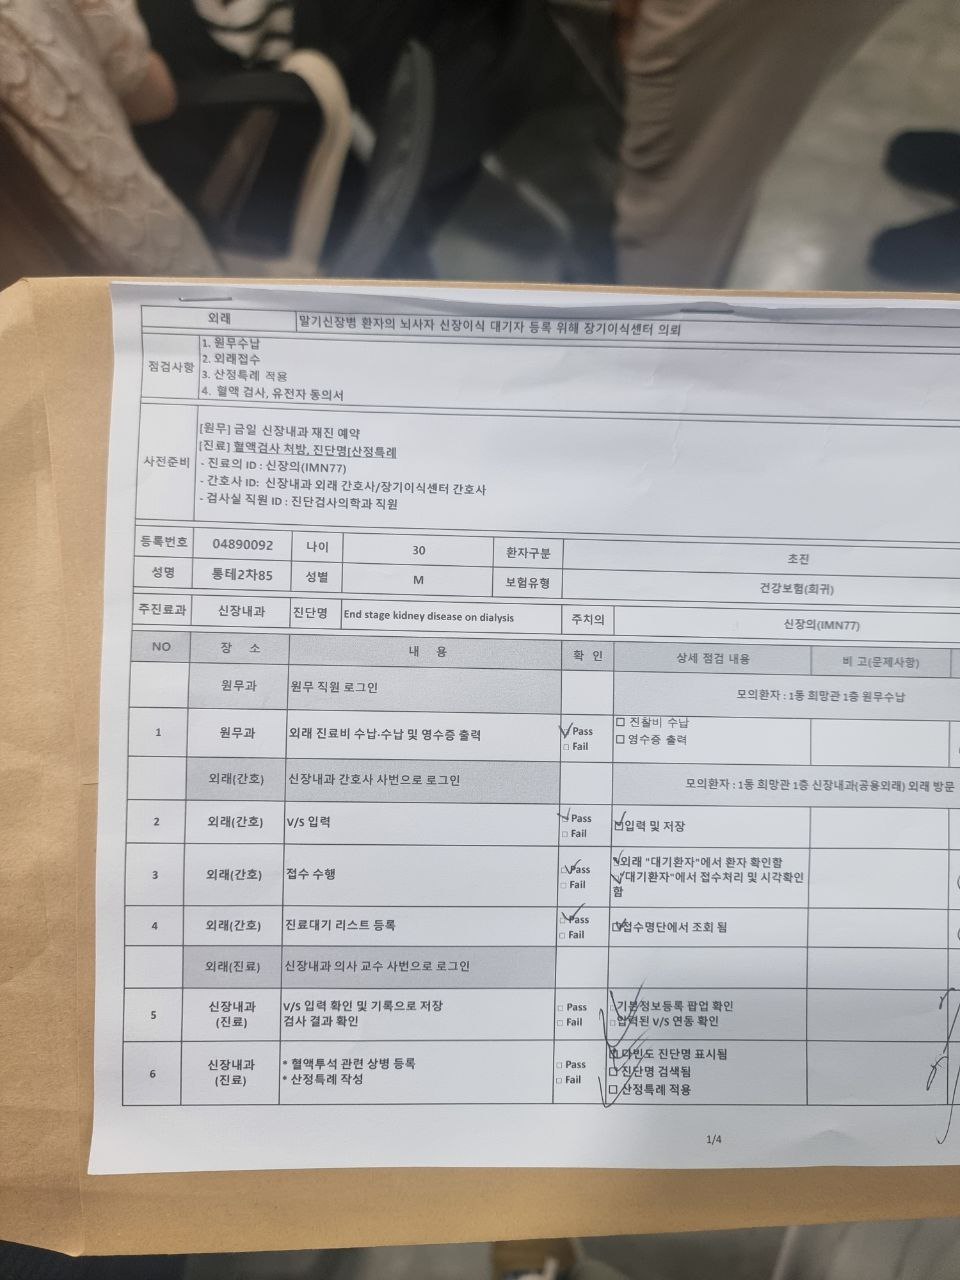 외래 말기신장병 환자의 뇌사자 신장이식 대기자 등록 위해 장기이식센터 의뢰
점검사항
1. 원무수납
2. 외래접수
3. 산정특례 적용
4. 혈액 검사, 유전자 동의서
사전준비
[원무] 금일 신장내과 재진 예약
[진료] 혈액검사 처방, 진단명[산정특례
- 진료의 ID : 신장의(IMN77)
- 간호사 ID: 신장내과 외래 간호사/장기이식센터 간호사
- 검사실 직원 ID : 진단검사의학과 직원
등록번호 04890092 나이 30 환자구분 초진
성명 통테2차85 성별 M 보험유형 건강보험(희귀)
주진료과 신장내과 진단명 End stage kidney disease on dialysis 주치의 신장의(IMN77)
NO 장 소 내 용 확 인 상세 점검 내용 비 고(문제사항)
원무과 원무 직원 로그인 모의환자 : 1동 희망관 1층 원무수납
1 원무과 외래 진료비 수납·수납 및 영수증 출력 Pass □ 진찰비 수납
□ Fail □ 영수증 출력
외래(간호) 신장내과 간호사 사번으로 로그인 모의환자 : 1동 희망관 1층 신장내과(공용외래) 외래 방문
2 외래(간호) V/S 입력 Pass 입력 및 저장
□ Fail
3 외래(간호) 접수 수행 Pass 외래 "대기환자"에서 환자 확인함
□ Fail "대기환자"에서 접수처리 및 시각확인
함
4 외래(간호) 진료대기 리스트 등록 Pass 접수명단에서 조회 됨
□ Fail
외래(진료) 신장내과 의사 교수 사번으로 로그인
5 신장내과 V/S 입력 확인 및 기록으로 저장 □ Pass 기본정보등록 팝업 확인
(진료) 검사 결과 확인 □ Fail 입력된 V/S 연동 확인
6 신장내과 * 혈액투석 관련 상병 등록 □ Pass 다빈도 진단명 표시됨
(진료) * 산정특례 작성 □ Fail □ 진단명 검색됨
□ 산정특례 적용
1/4